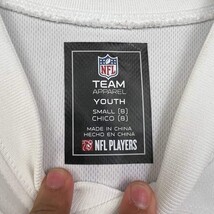 NFL
TEAM
APPAREL
YOUTH
SMALL (8)
CHICO (8)
MADE IN CHINA
HECHO EN CHINA
NFL PLAYERS